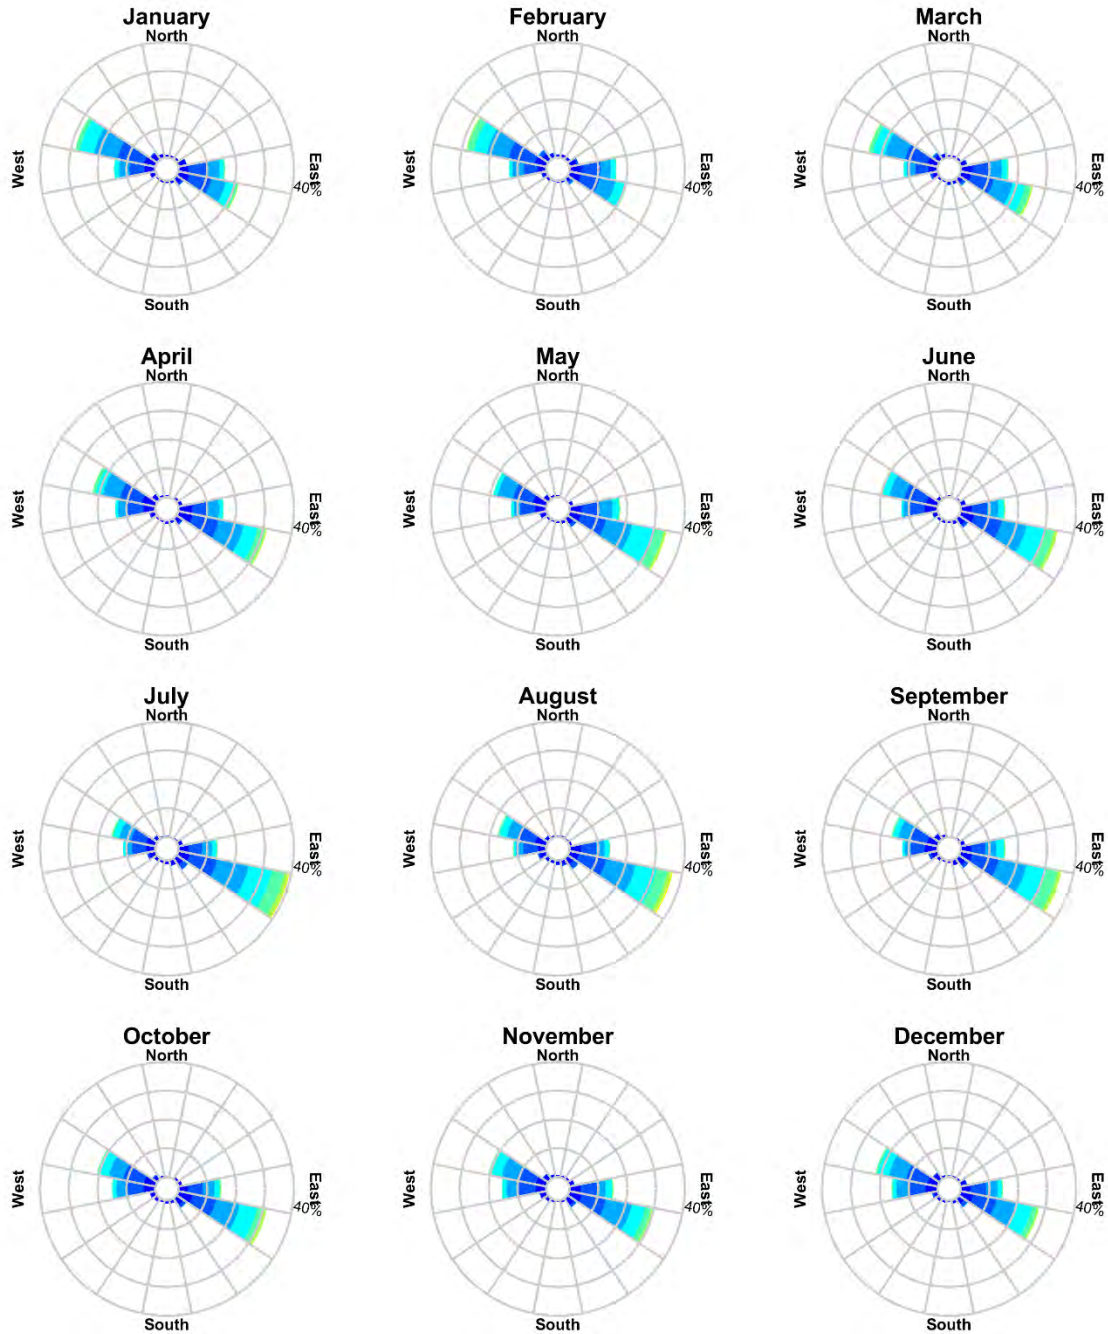 January
North
West
East
40%
South
February
North
West
East
40%
South
March
North
West
East
40%
South
April
North
West
East
40%
South
May
North
West
East
40%
South
June
North
West
East
40%
South
July
North
West
East
40%
South
August
North
West
East
40%
South
September
North
West
East
40%
South
October
North
West
East
40%
South
November
North
West
East
40%
South
December
North
West
East
40%
South